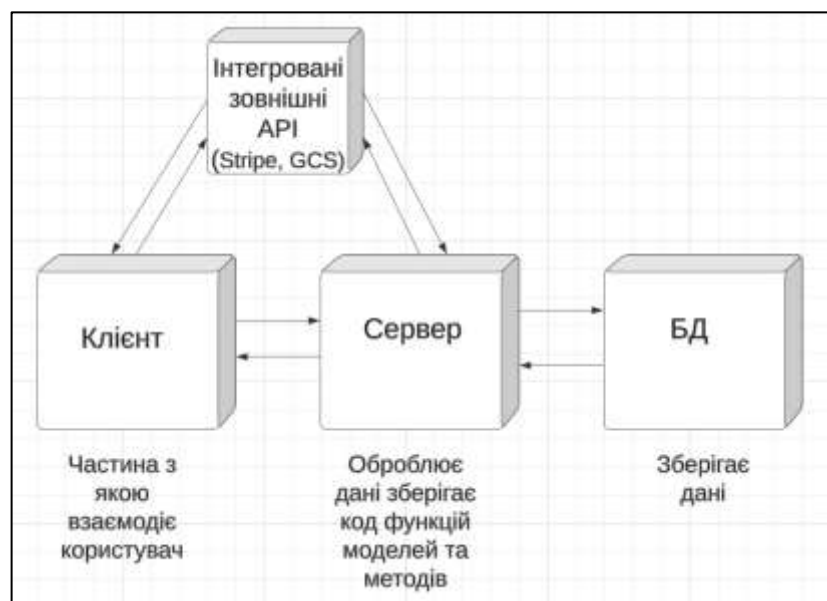 Інтегровані
зовнішні
АРІ
(Stripe, GCS)
Клієнт
Сервер
БД
Частина з
якою
взаємодіє
користувач
Оброблює
дані зберігає
код функцій
моделей та
методів
Зберігає
дані